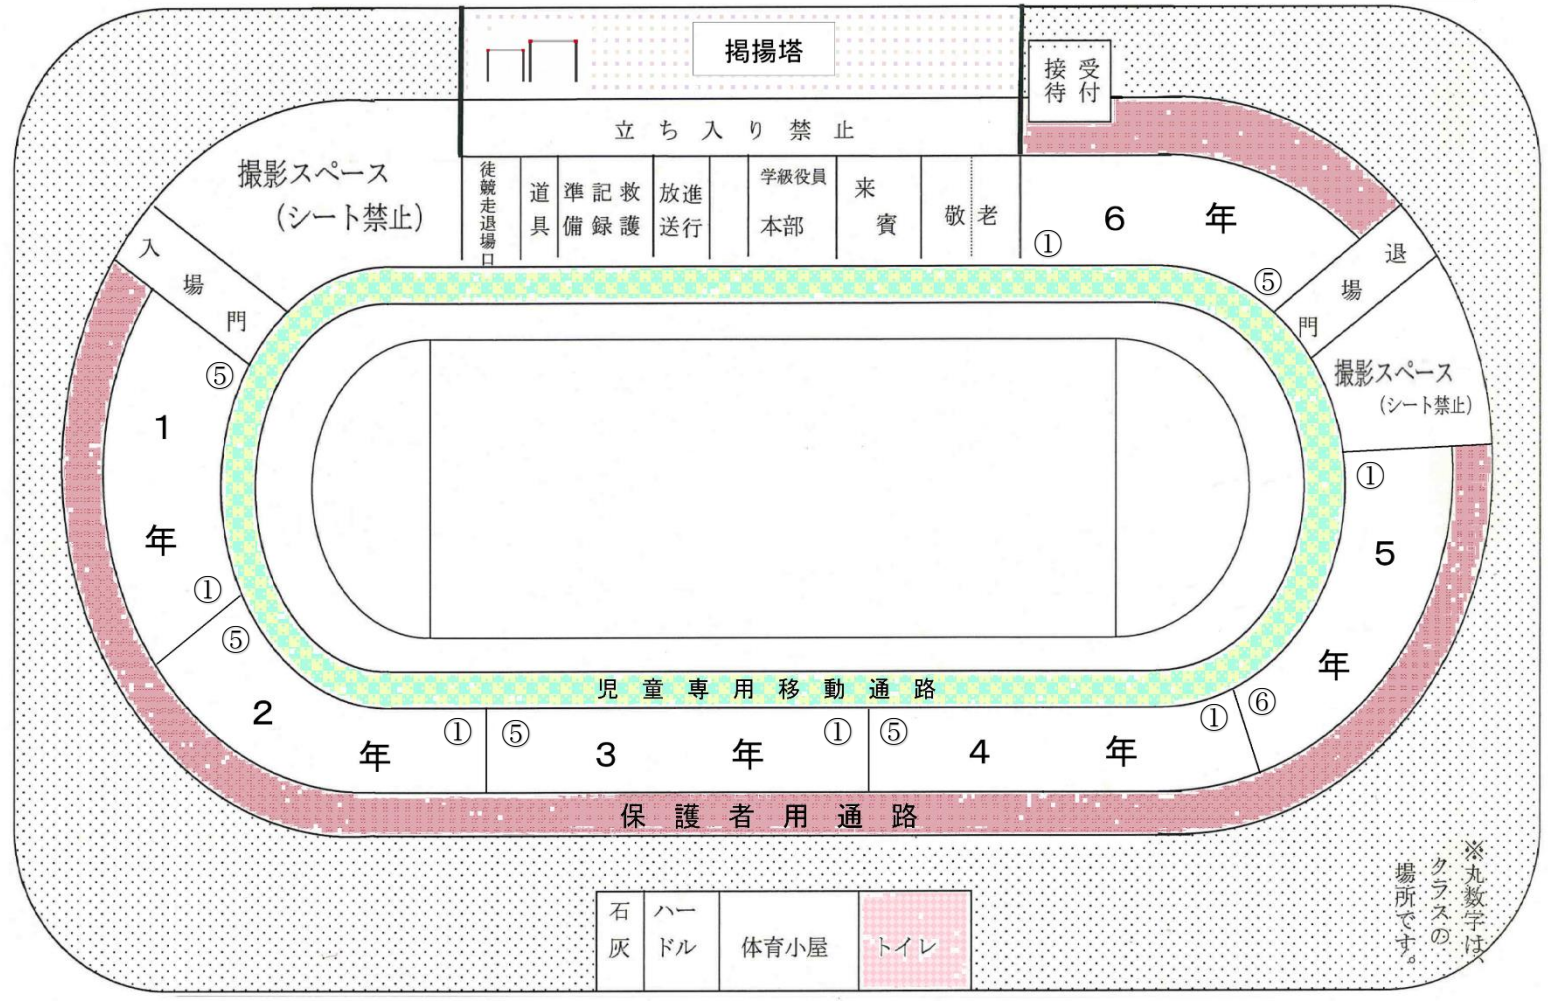 掲揚塔
受付
接待
立ち入り禁止
撮影スペース
（シート禁止）
徒競走退場口
道具
準備
記録
救護
放送
進行
学級役員
本部
来賓
敬老
6年
①
⑤
入場門
退場門
撮影スペース
（シート禁止）
⑤
1
年
①
①
5
年
⑥
⑤
2
年
①
⑤
3
年
①
⑤
4
年
①
児童専用移動通路
保護者用通路
石灰
ハードル
体育小屋
トイレ
※丸数字は、
クラスの
場所です。